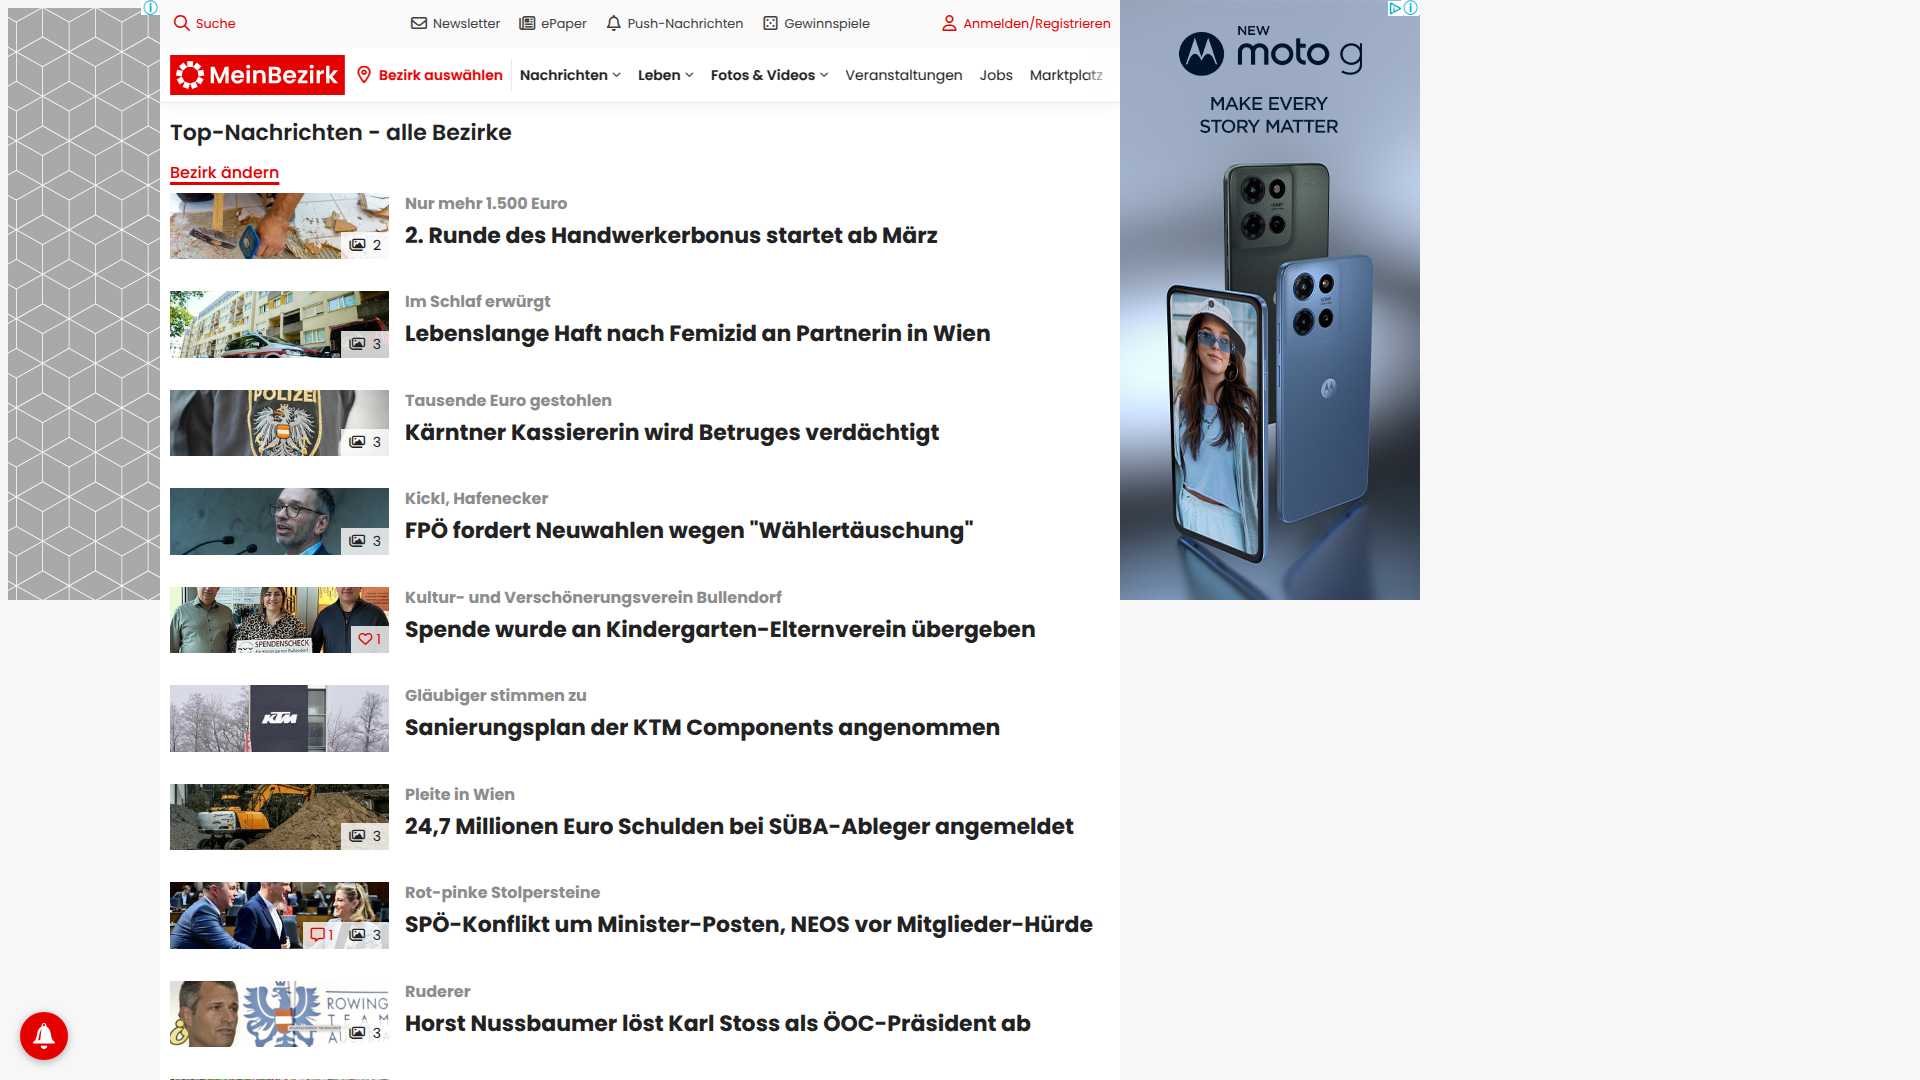 Suche
Newsletter
ePaper
Push-Nachrichten
Gewinnspiele
Anmelden/Registrieren
MeinBezirk
Bezirk auswählen
Nachrichten
Leben
Fotos & Videos
Veranstaltungen
Jobs
Marktplatz
Top-Nachrichten - alle Bezirke
Bezirk ändern
2
Nur mehr 1.500 Euro
2. Runde des Handwerkerbonus startet ab März
3
Im Schlaf erwürgt
Lebenslange Haft nach Femizid an Partnerin in Wien
POLIZEI
3
Tausende Euro gestohlen
Kärntner Kassiererin wird Betruges verdächtigt
3
Kickl, Hafenecker
FPÖ fordert Neuwahlen wegen "Wählertäuschung"
SPENDENSCHECK
1
Kultur- und Verschönerungsverein Bullendorf
Spende wurde an Kindergarten-Elternverein übergeben
KTM
Gläubiger stimmen zu
Sanierungsplan der KTM Components angenommen
3
Pleite in Wien
24,7 Millionen Euro Schulden bei SÜBA-Ableger angemeldet
1
3
Rot-pinke Stolpersteine
SPÖ-Konflikt um Minister-Posten, NEOS vor Mitglieder-Hürde
ROWING
TEAM
3
Ruderer
Horst Nussbaumer löst Karl Stoss als ÖOC-Präsident ab
NEW
moto g
MAKE EVERY
STORY MATTER